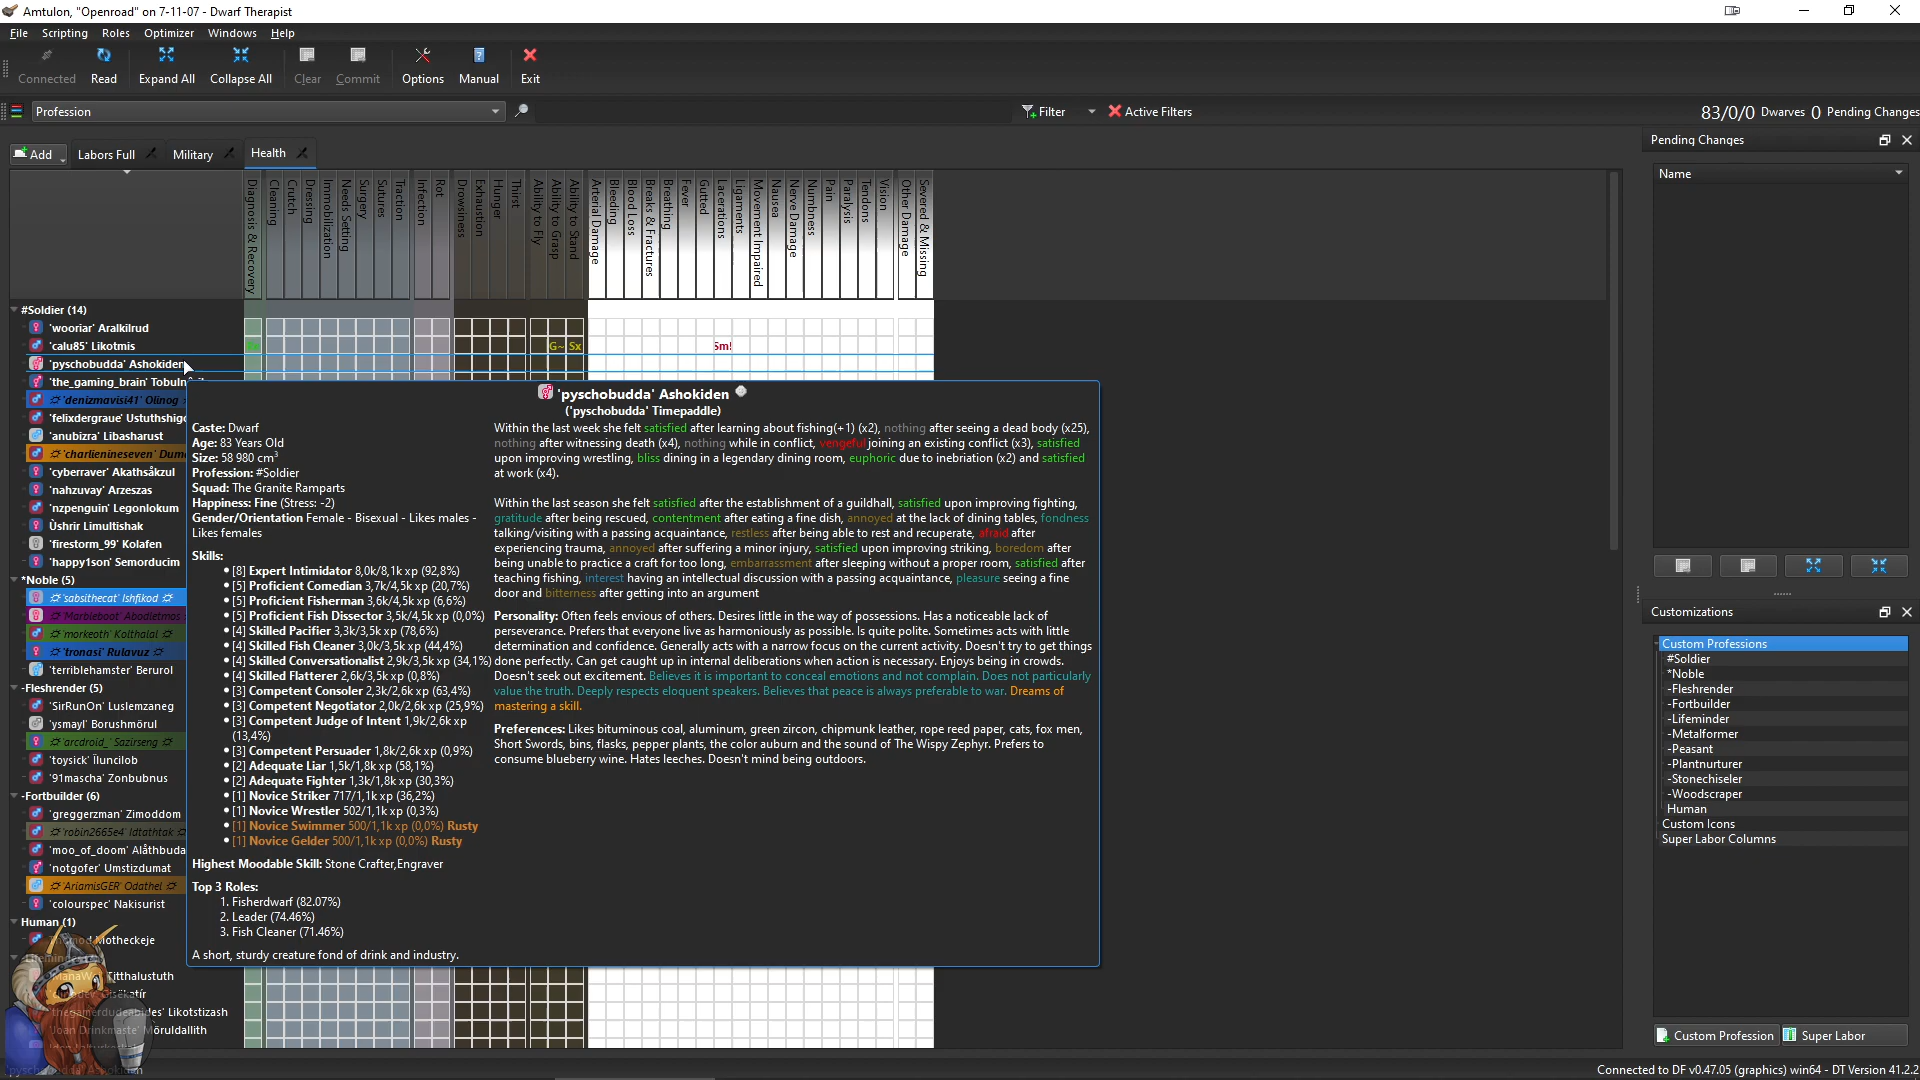 Amtulon, "Openroad" on 7-11-07 - Dwarf Therapist
File Scripting Roles Optimizer Windows Help
Connected Read Expand All Collapse All Clear Commit Options Manual Exit
Profession Filter Active Filters 83/0/0 Dwarves 0 Pending Changes
Add Labors Full Military Health
Diagnosis & Recovery
Cleaning
Crutch
Dressing
Immobilization
Needs Setting
Surgery
Sutures
Traction
Infection
Rot
Drowsiness
Exhaustion
Hunger
Thirst
Ability to Fly
Ability to Grasp
Ability to Stand
Arterial Damage
Bleeding
Blood Loss
Breaks & Fractures
Breathing
Fever
Gutted
Lacerations
Ligaments
Movement Impaired
Nausea
Nerve Damage
Numbness
Pain
Paralysis
Tendons
Vision
Other Damage
Severed & Missing
#Soldier (14)
'wooriar' Aralkilrud
'calu85' Likotmis
G~ Sx Sm!
'pyschobudda' Ashokiden
'the_gaming_brain'
'denizmavisi41' Olinog
'felixdergraue'
'anubizra' Libasharust
'charlienineseven'
'cyberraver' Akathsåkzul
'nahzuvay' Arzeszas
'nzpenguin' Legonlokum
Ùshrir Limultishak
'firestorm_99' Kolafen
'happy1son' Semorducim
*Noble (5)
'sabsithecat' Ishfikod
'Marbleboot' Abodletmos
'morkeoth' Kolthalal
'tronasi' Rulavuz
'terriblehamster' Berurol
-Fleshrender (5)
'SirRunOn' Luslemzaneg
'ysmayl' Borushmörul
'arcdroid_' Sazirseng
'toysick' Îluncilob
'91mascha' Zonbubnus
-Fortbuilder (6)
'greggerzman' Zimoddom
'robin2665e4' Idtathtak
'moo_of_doom' Alåthbuda
'notgofer' Umstizdumat
'AriamisGER' Odathel
'colourspec' Nakisurist
Human (1)
Motheckeje
Tìtthalustuth
'thegamerdudeabides' Likotstizash
'Joan Drinkmaste' Möruldallith
'pyschobudda' Ashokiden
('pyschobudda' Timepaddle)
Caste: Dwarf
Age: 83 Years Old
Size: 58 980 cm³
Profession: #Soldier
Squad: The Granite Ramparts
Happiness: Fine (Stress: -2)
Gender/Orientation Female - Bisexual - Likes males -
Likes females
Skills:
• [8] Expert Intimidator 8,0k/8,1k xp (92,8%)
• [5] Proficient Comedian 3,7k/4,5k xp (20,7%)
• [5] Proficient Fisherman 3,6k/4,5k xp (6,6%)
• [5] Proficient Fish Dissector 3,5k/4,5k xp (0,0%)
• [4] Skilled Pacifier 3,3k/3,5k xp (78,6%)
• [4] Skilled Fish Cleaner 3,0k/3,5k xp (44,4%)
• [4] Skilled Conversationalist 2,9k/3,5k xp (34,1%)
• [4] Skilled Flatterer 2,6k/3,5k xp (0,8%)
• [3] Competent Consoler 2,3k/2,6k xp (63,4%)
• [3] Competent Negotiator 2,0k/2,6k xp (25,9%)
• [3] Competent Judge of Intent 1,9k/2,6k xp
(13,4%)
• [3] Competent Persuader 1,8k/2,6k xp (0,9%)
• [2] Adequate Liar 1,5k/1,8k xp (58,1%)
• [2] Adequate Fighter 1,3k/1,8k xp (30,3%)
• [1] Novice Striker 717/1,1k xp (36,2%)
• [1] Novice Wrestler 502/1,1k xp (0,3%)
• [1] Novice Swimmer 500/1,1k xp (0,0%) Rusty
• [1] Novice Gelder 500/1,1k xp (0,0%) Rusty
Highest Moodable Skill: Stone Crafter,Engraver
Top 3 Roles:
1. Fisherdwarf (82.07%)
2. Leader (74.46%)
3. Fish Cleaner (71.46%)
A short, sturdy creature fond of drink and industry.
Within the last week she felt satisfied after learning about fishing(+1) (x2), nothing after seeing a dead body (x25),
nothing after witnessing death (x4), nothing while in conflict, vengeful joining an existing conflict (x3), satisfied
upon improving wrestling, bliss dining in a legendary dining room, euphoric due to inebriation (x2) and satisfied
at work (x4).
Within the last season she felt satisfied after the establishment of a guildhall, satisfied upon improving fighting,
gratitude after being rescued, contentment after eating a fine dish, annoyed at the lack of dining tables, fondness
talking/visiting with a passing acquaintance, restless after being able to rest and recuperate, afraid after
experiencing trauma, annoyed after suffering a minor injury, satisfied upon improving striking, boredom after
being unable to practice a craft for too long, embarrassment after sleeping without a proper room, satisfied after
teaching fishing, interest having an intellectual discussion with a passing acquaintance, pleasure seeing a fine
door and bitterness after getting into an argument
Personality: Often feels envious of others. Desires little in the way of possessions. Has a noticeable lack of
perseverance. Prefers that everyone live as harmoniously as possible. Is quite polite. Sometimes acts with little
determination and confidence. Generally acts with a narrow focus on the current activity. Doesn't try to get things
done perfectly. Can get caught up in internal deliberations when action is necessary. Enjoys being in crowds.
Doesn't seek out excitement. Believes it is important to conceal emotions and not complain. Does not particularly
value the truth. Deeply respects eloquent speakers. Believes that peace is always preferable to war. Dreams of
mastering a skill.
Preferences: Likes bituminous coal, aluminum, green zircon, chipmunk leather, rope reed paper, cats, fox men,
Short Swords, bins, flasks, pepper plants, the color auburn and the sound of The Wispy Zephyr. Prefers to
consume blueberry wine. Hates leeches. Doesn't mind being outdoors.
Pending Changes
Name
Customizations
Custom Professions
#Soldier
*Noble
-Fleshrender
-Fortbuilder
-Lifeminder
-Metalformer
-Peasant
-Plantnurturer
-Stonechiseler
-Woodscraper
Human
Custom Icons
Super Labor Columns
Custom Profession Super Labor
Connected to DF v0.47.05 (graphics) win64 - DT Version 41.2.2